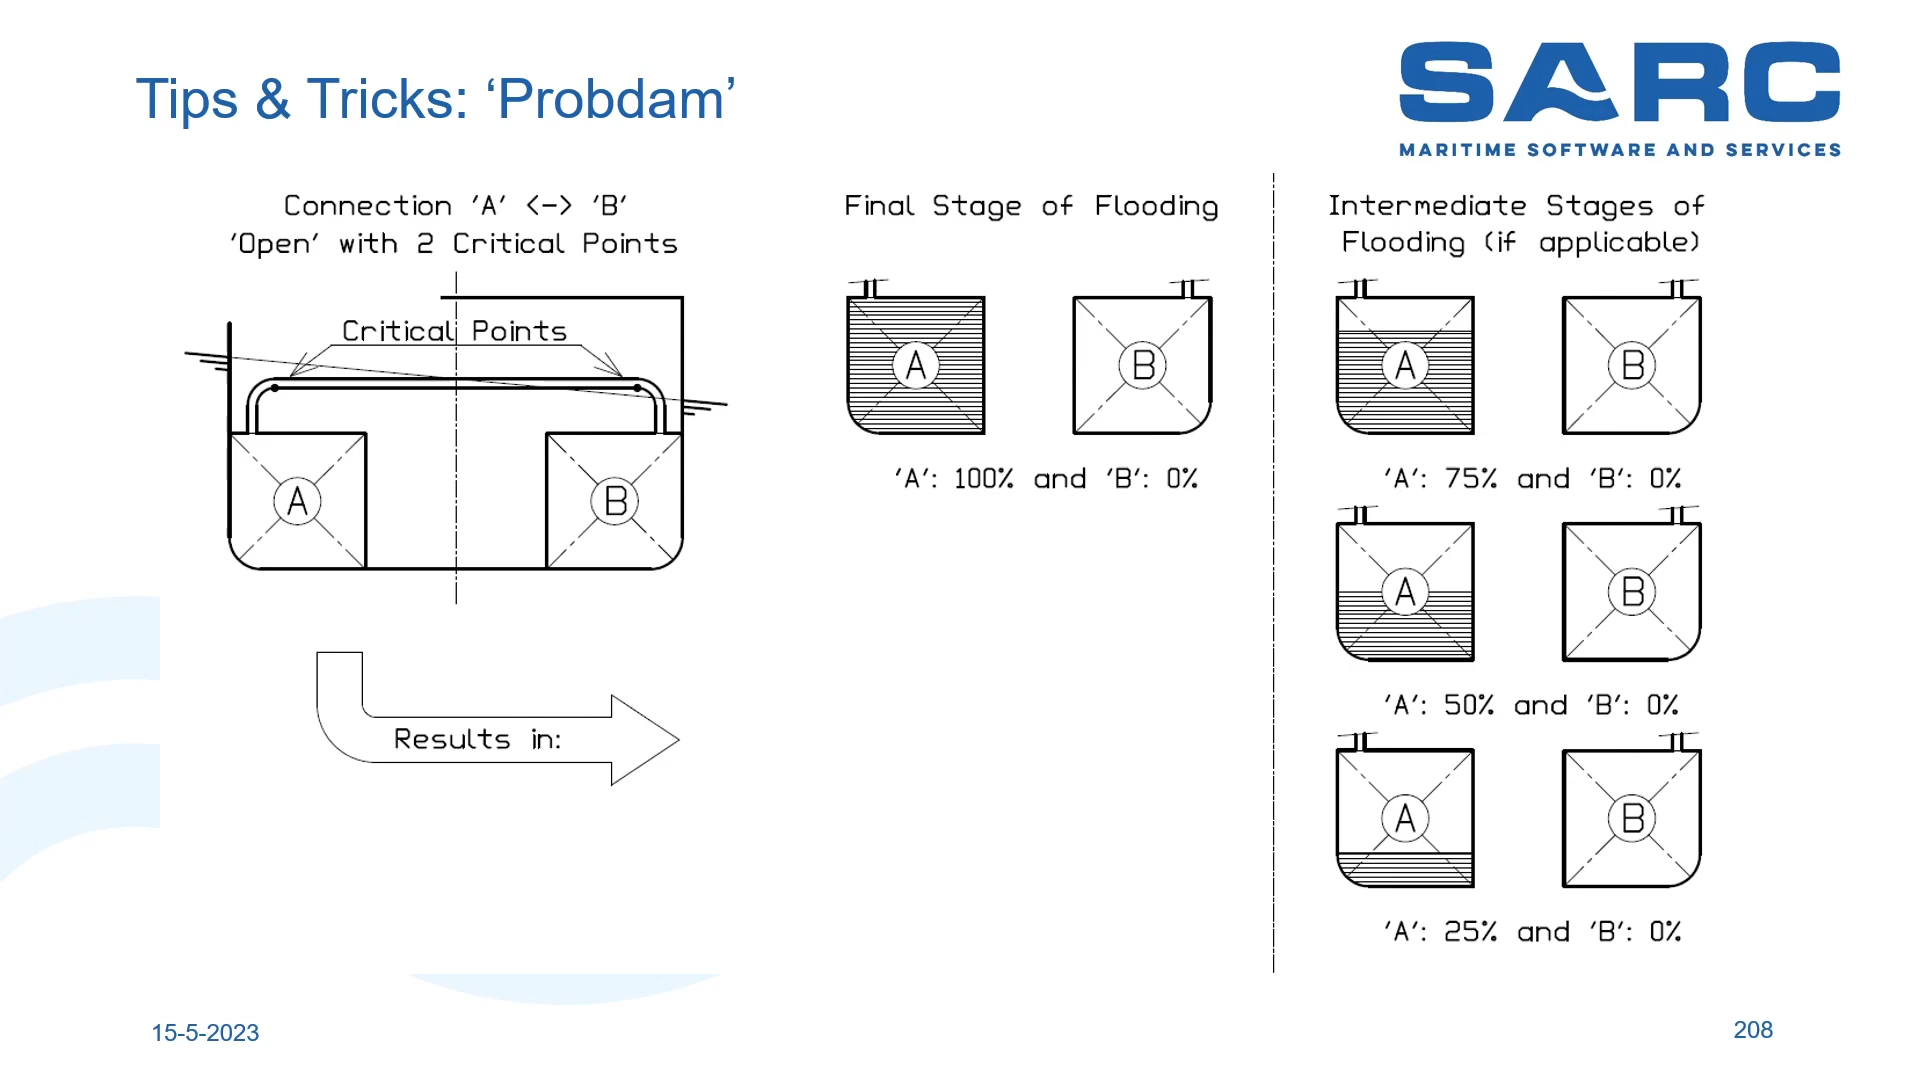 Tips & Tricks: ‘Probdam’
SARC
MARITIME SOFTWARE AND SERVICES
Connection 'A' <-> 'B'
'Open' with 2 Critical Points
Critical Points
A
B
Results in:
Final Stage of Flooding
A
B
'A': 100% and 'B': 0%
Intermediate Stages of
Flooding (if applicable)
A
B
'A': 75% and 'B': 0%
A
B
'A': 50% and 'B': 0%
A
B
'A': 25% and 'B': 0%
15-5-2023
208